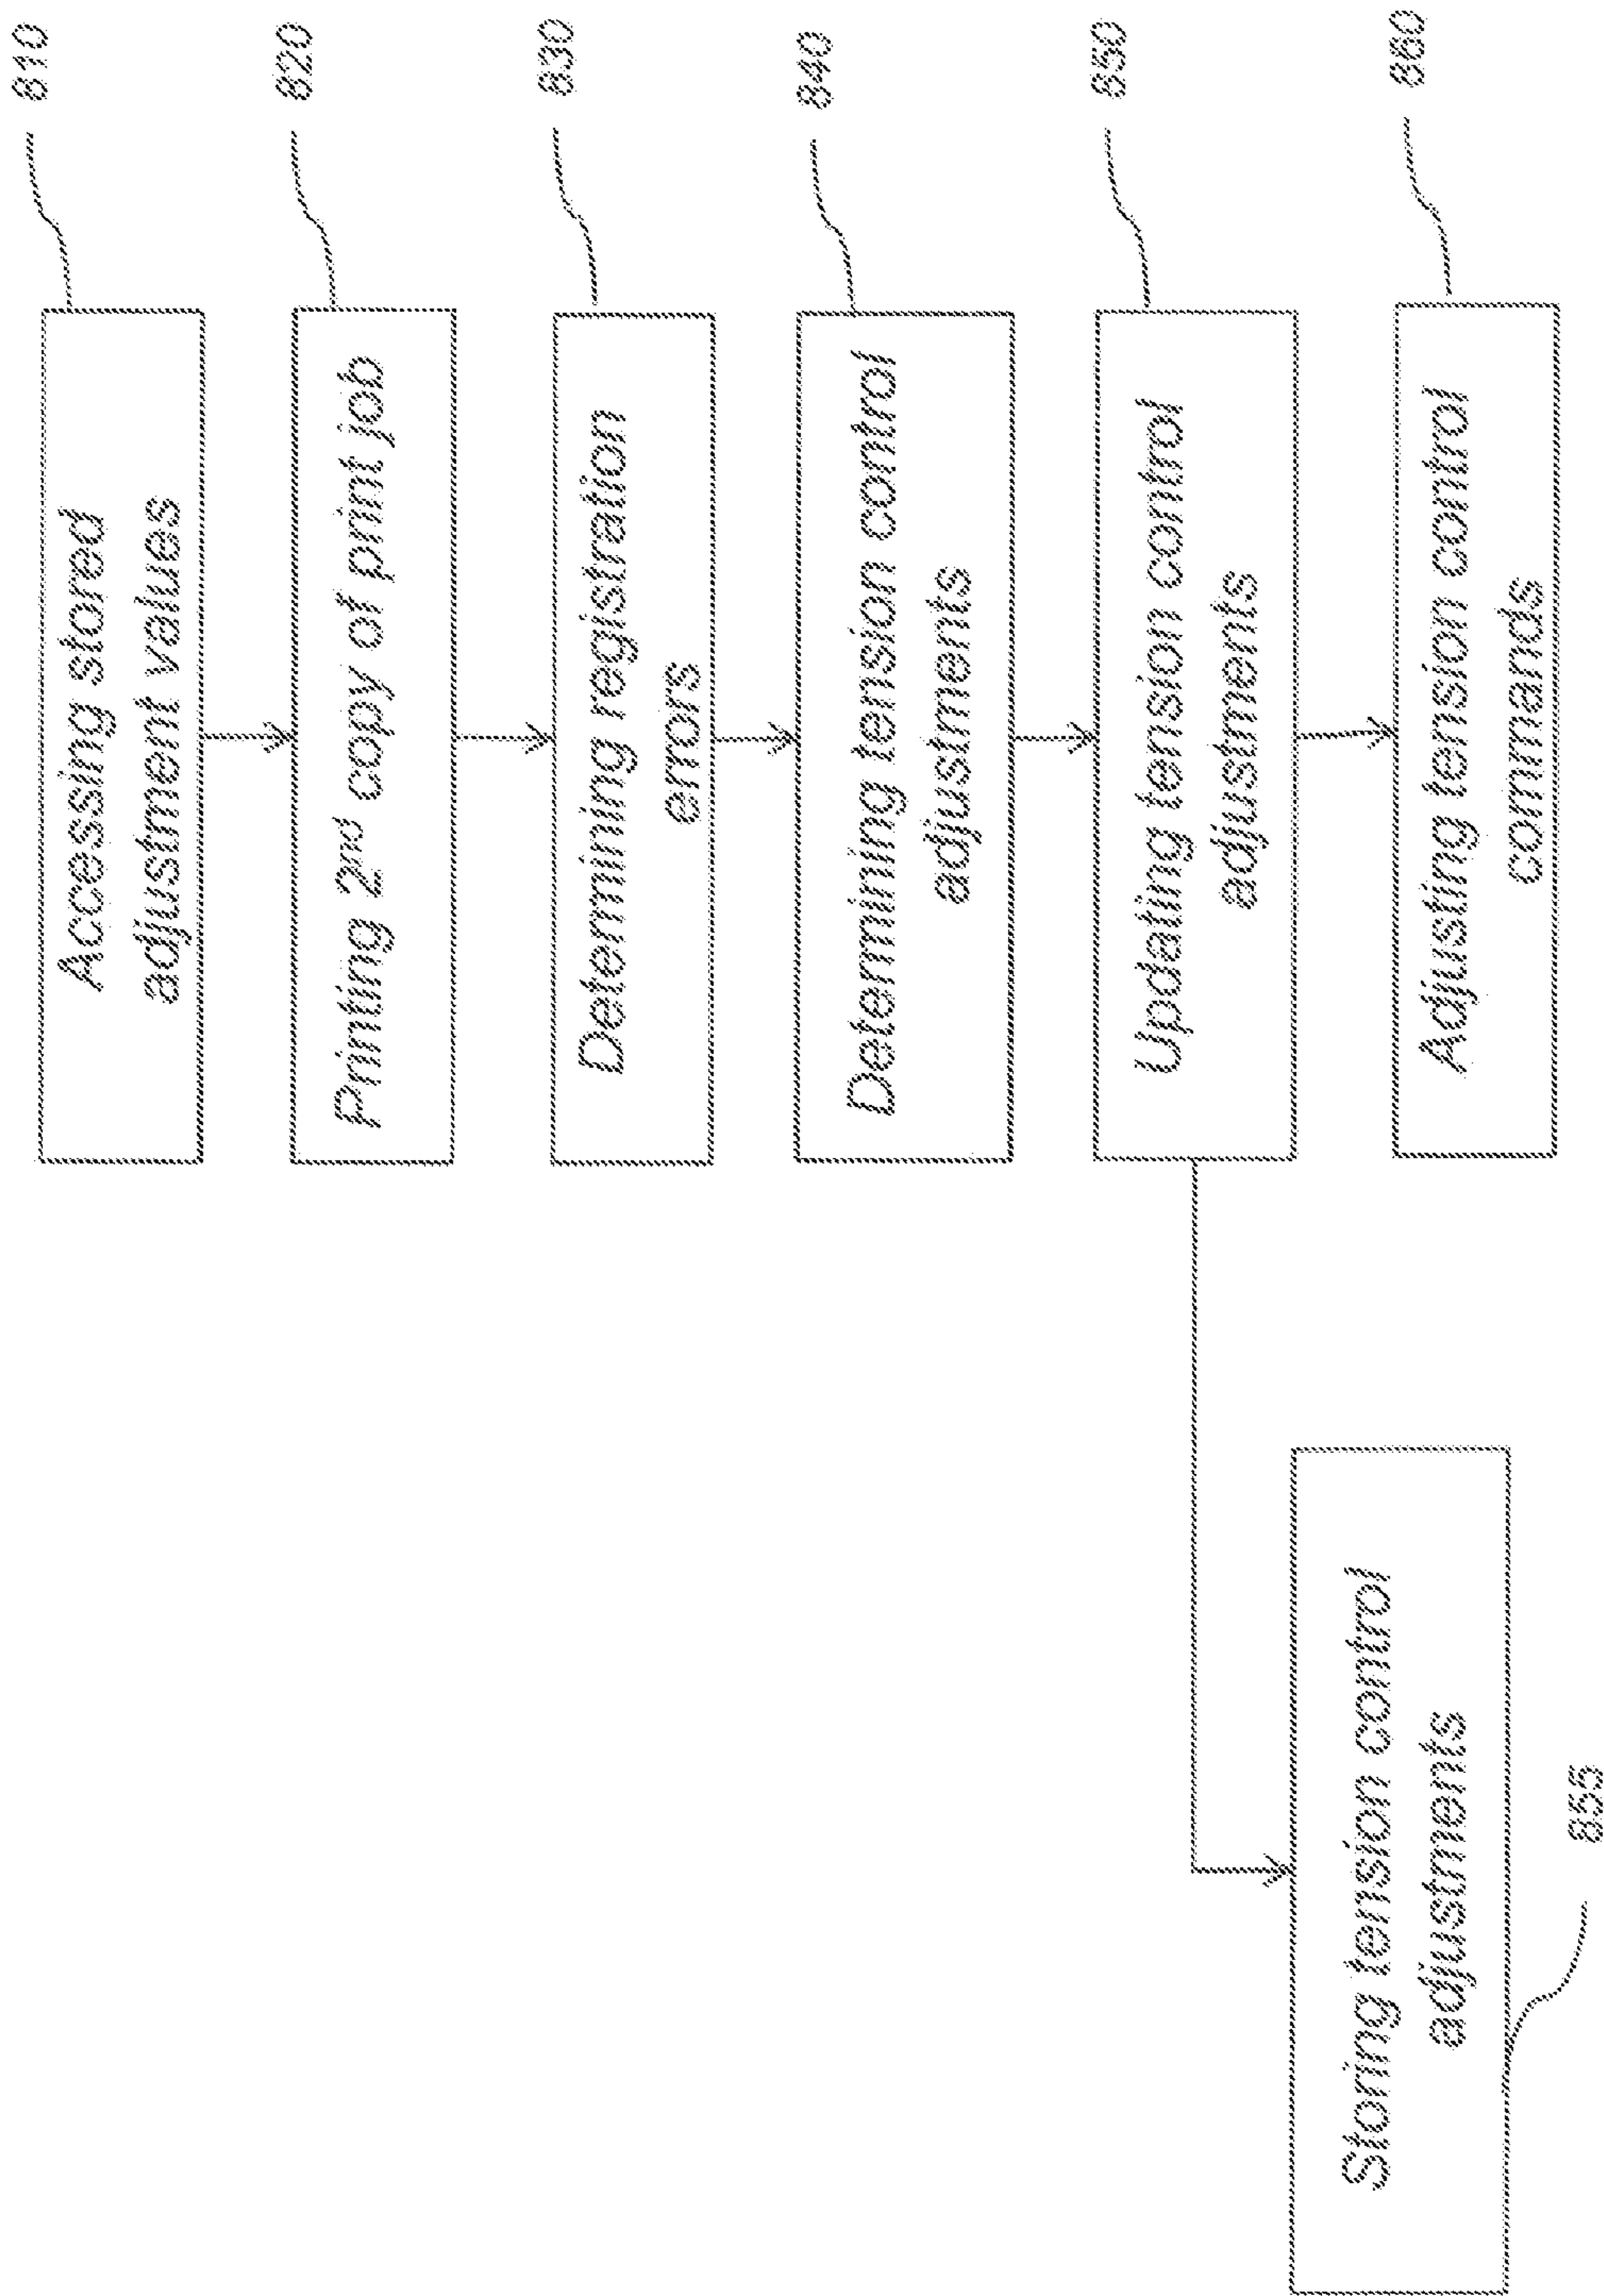 810
Accessing stored
adjustment values
820
Printing 2nd copy of print job
830
Determining registration
errors
840
Determining tension control
adjustments
850
Updating tension control
adjustments
860
Adjusting tension control
commands
Storing tension control
adjustments
855